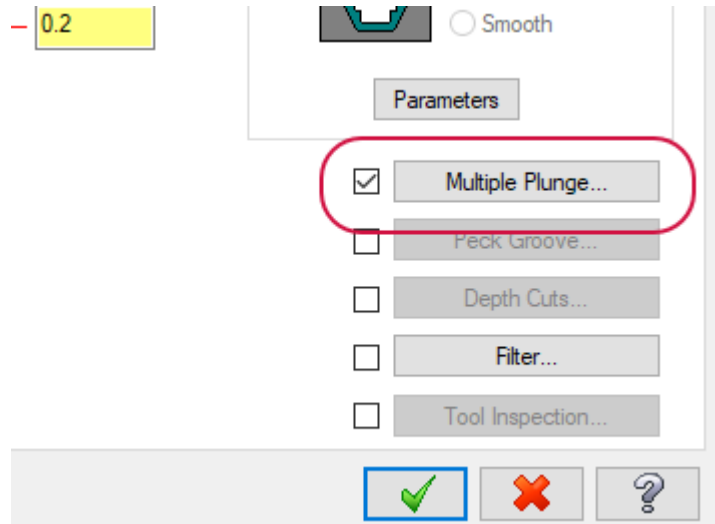 0.2
Smooth
Parameters
Multiple Plunge...
Peck Groove...
Depth Cuts...
Filter...
Tool Inspection...